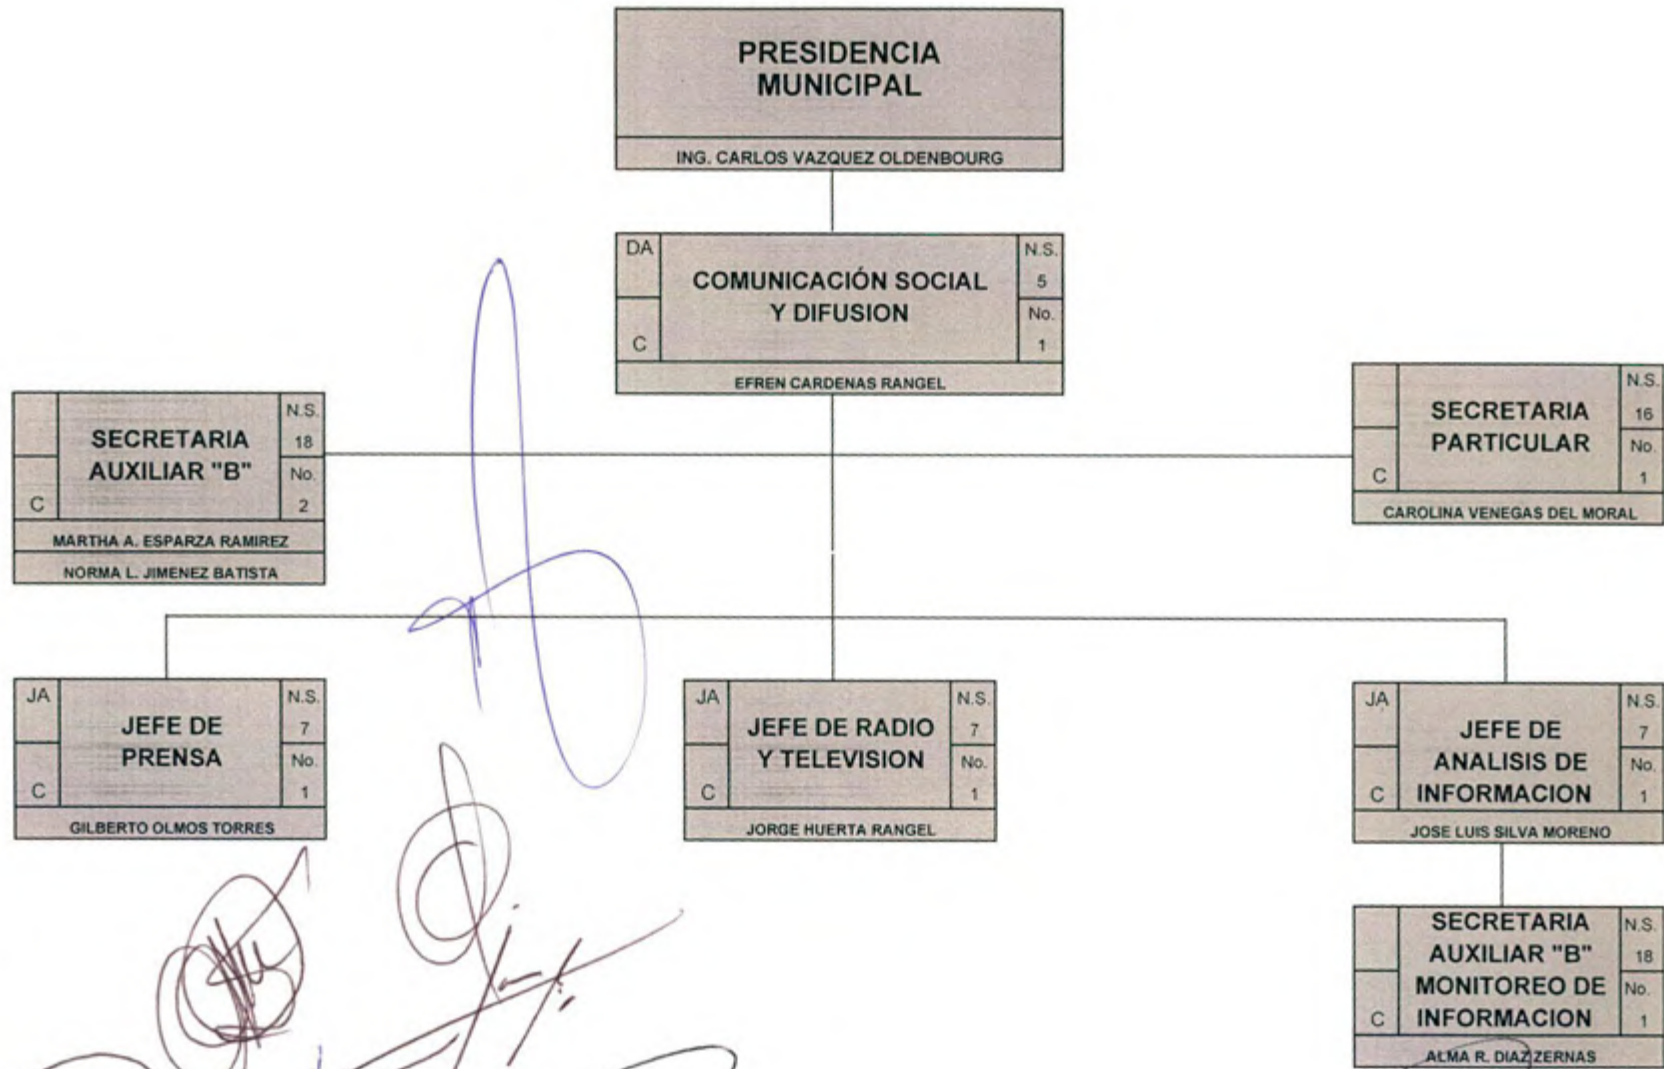 PRESIDENCIA
MUNICIPAL
ING. CARLOS VAZQUEZ OLDENBOURG
DA
C
COMUNICACIÓN SOCIAL
Y DIFUSION
N.S.
5
No.
1
EFREN CARDENAS RANGEL
C
SECRETARIA
AUXILIAR "B"
N.S.
18
No.
2
MARTHA A. ESPARZA RAMIREZ
NORMA L. JIMENEZ BATISTA
C
SECRETARIA
PARTICULAR
N.S.
16
No.
1
CAROLINA VENEGAS DEL MORAL
JA
C
JEFE DE
PRENSA
N.S.
7
No.
1
GILBERTO OLMOS TORRES
JA
C
JEFE DE RADIO
Y TELEVISION
N.S.
7
No.
1
JORGE HUERTA RANGEL
JA
C
JEFE DE
ANALISIS DE
INFORMACION
N.S.
7
No.
1
JOSE LUIS SILVA MORENO
C
SECRETARIA
AUXILIAR "B"
MONITOREO DE
INFORMACION
N.S.
18
No.
1
ALMA R. DIAZ ZERNAS